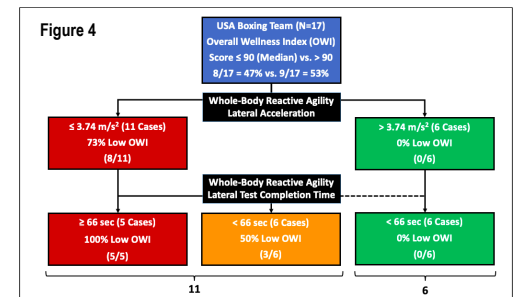 Figure 4
USA Boxing Team (N=17)
Overall Wellness Index (OWI)
Score ≤ 90 (Median) vs. > 90
8/17 = 47% vs. 9/17 = 53%
Whole-Body Reactive Agility
Lateral Acceleration
≤ 3.74 m/s² (11 Cases)
73% Low OWI
(8/11)
> 3.74 m/s² (6 Cases)
0% Low OWI
(0/6)
Whole-Body Reactive Agility
Lateral Test Completion Time
≥ 66 sec (5 Cases)
100% Low OWI
(5/5)
< 66 sec (6 Cases)
50% Low OWI
(3/6)
< 66 sec (6 Cases)
0% Low OWI
(0/6)
11
6